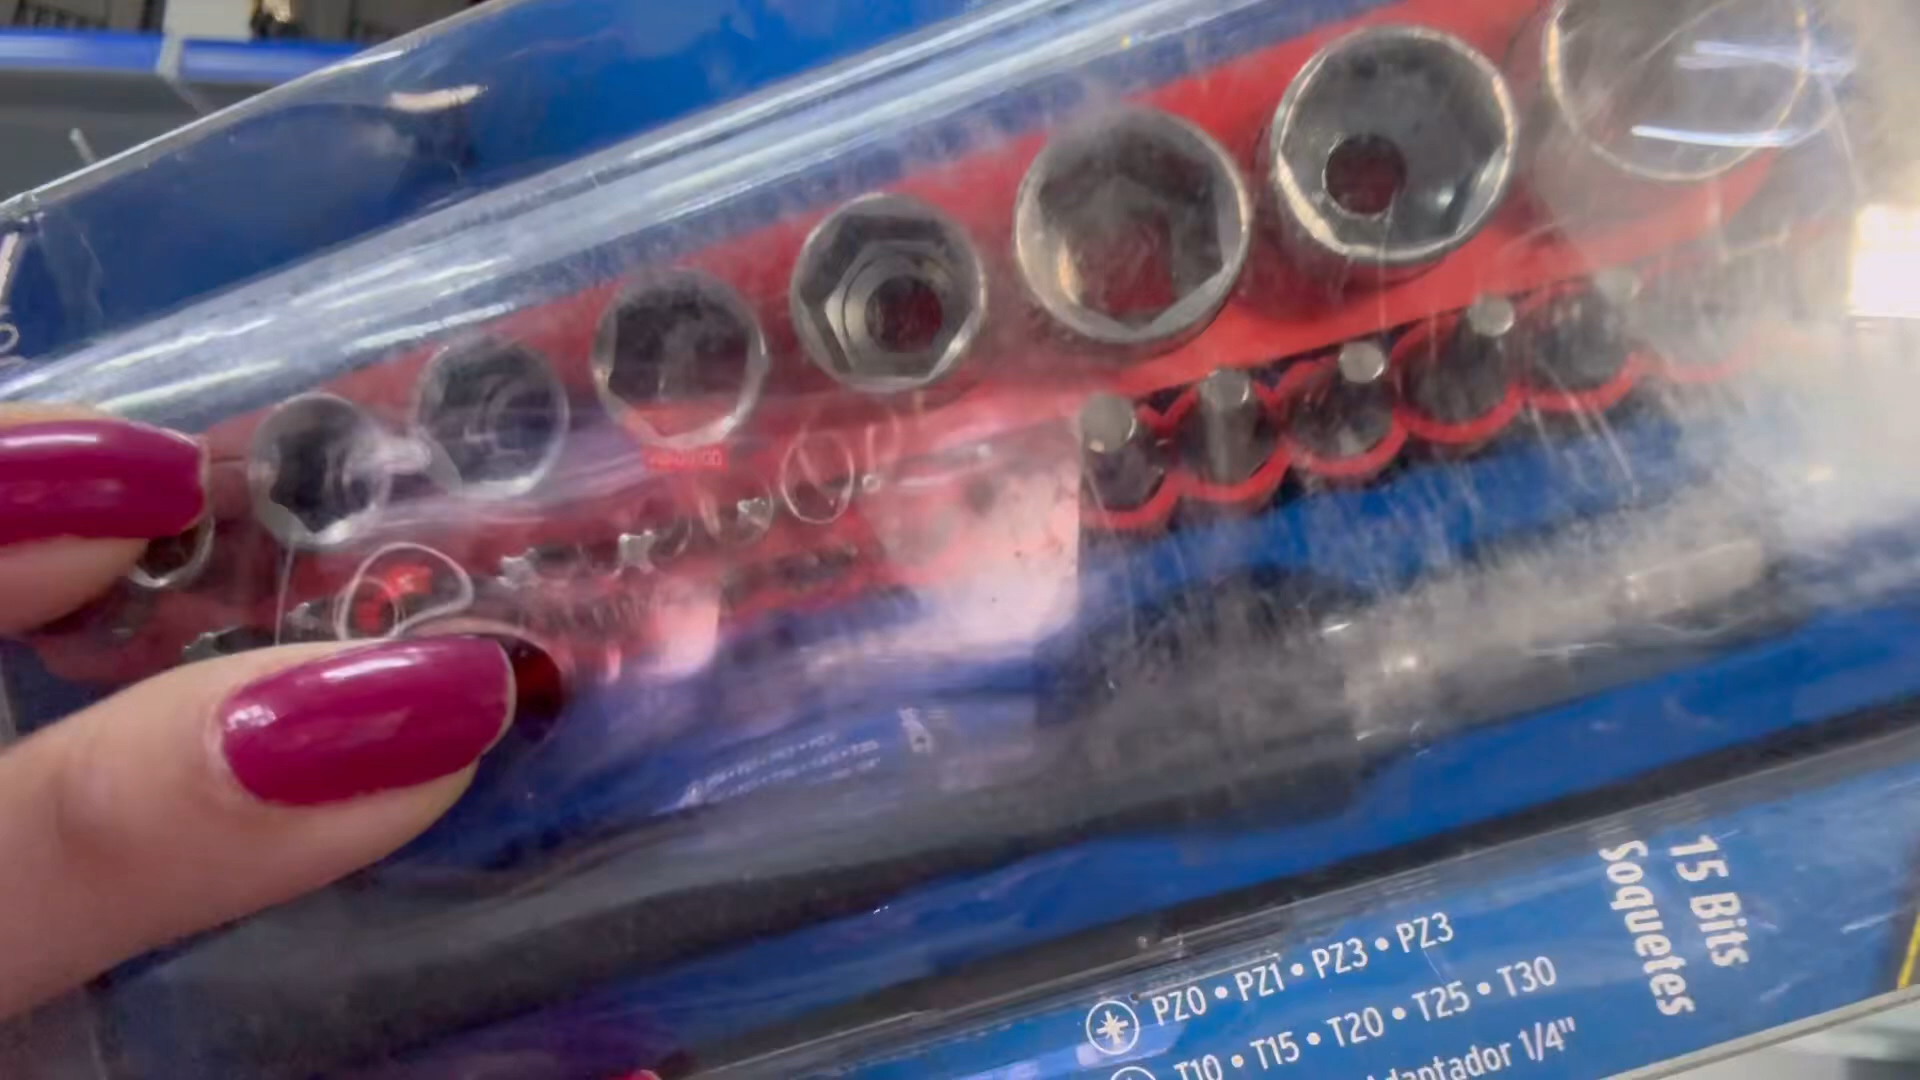 15 Bits
Soquetes
PZ0 • PZ1 • PZ3 • PZ3
T10 • T15 • T20 • T25 • T30
daptador 1/4"